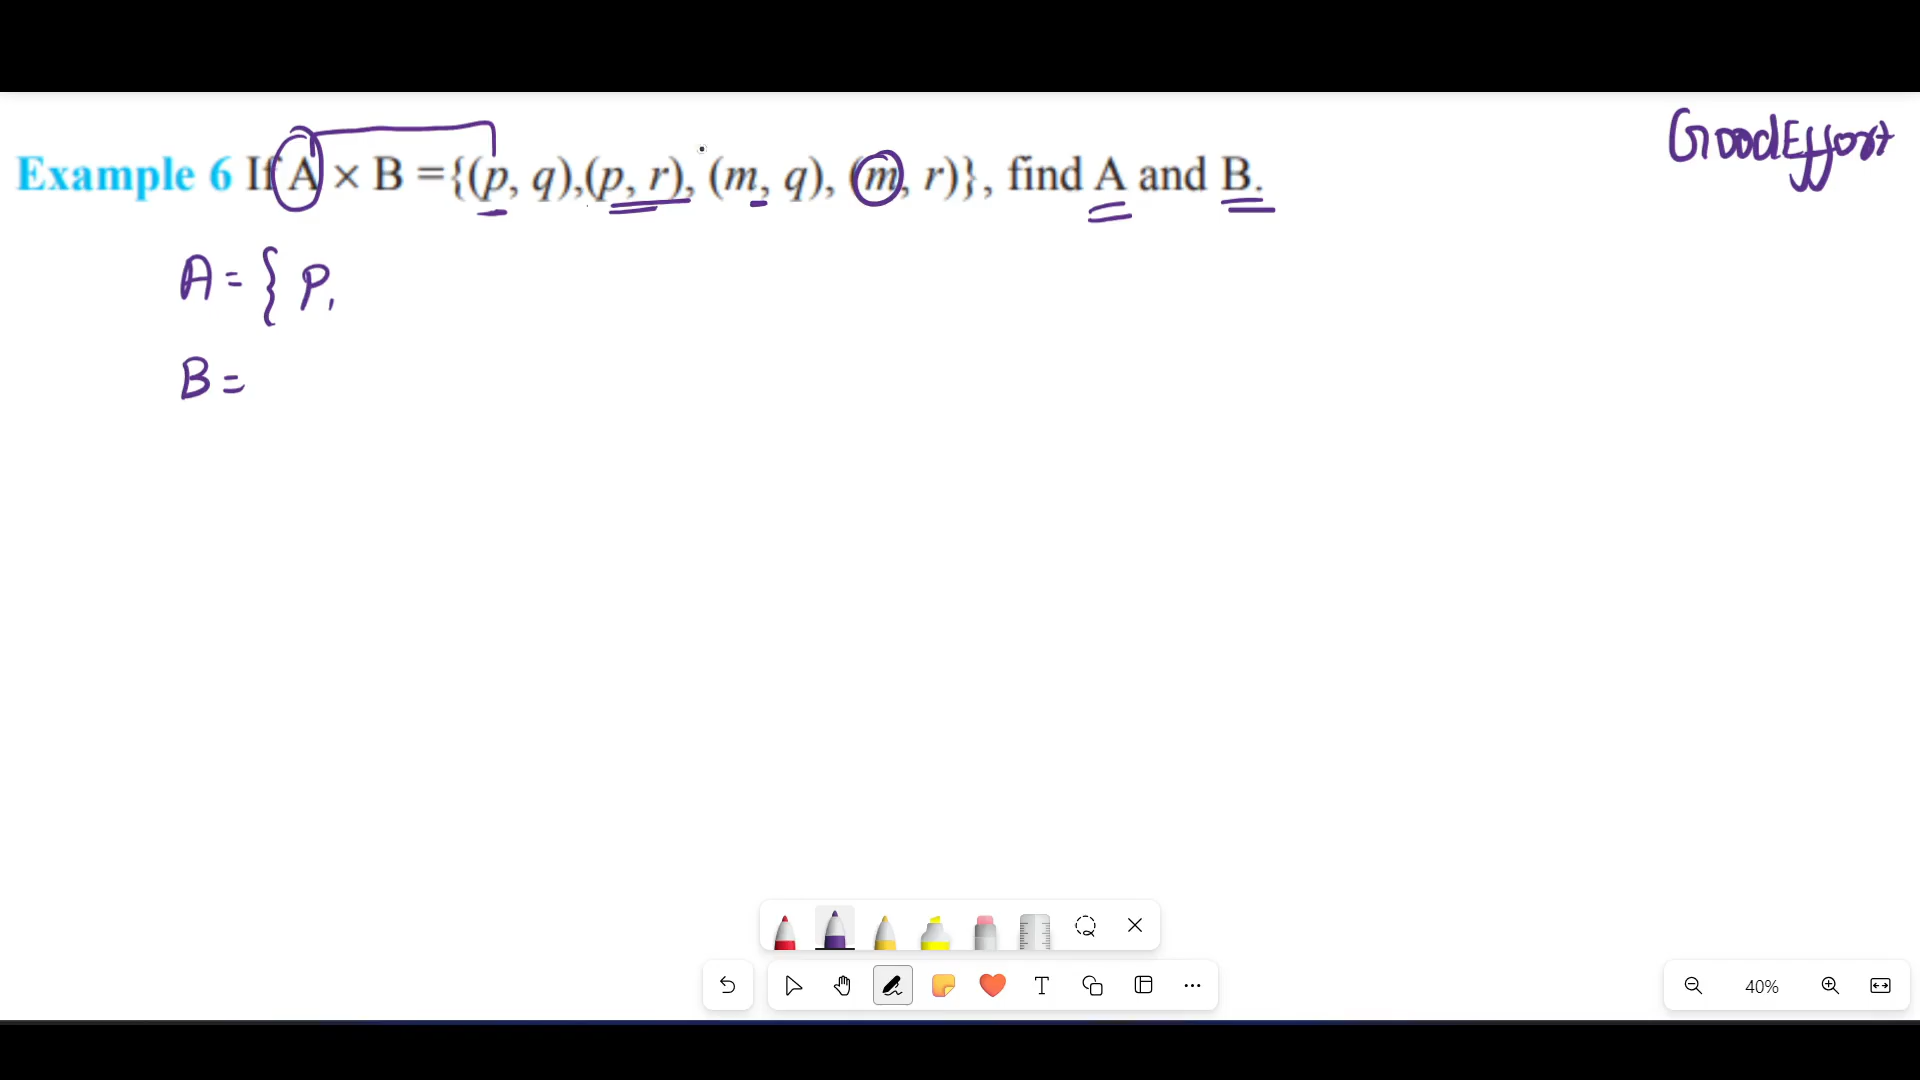 GoodEffort
Example 6 If A × B ={(p, q),(p, r), (m, q), (m, r)}, find A and B.
A = { P,
B =
40%